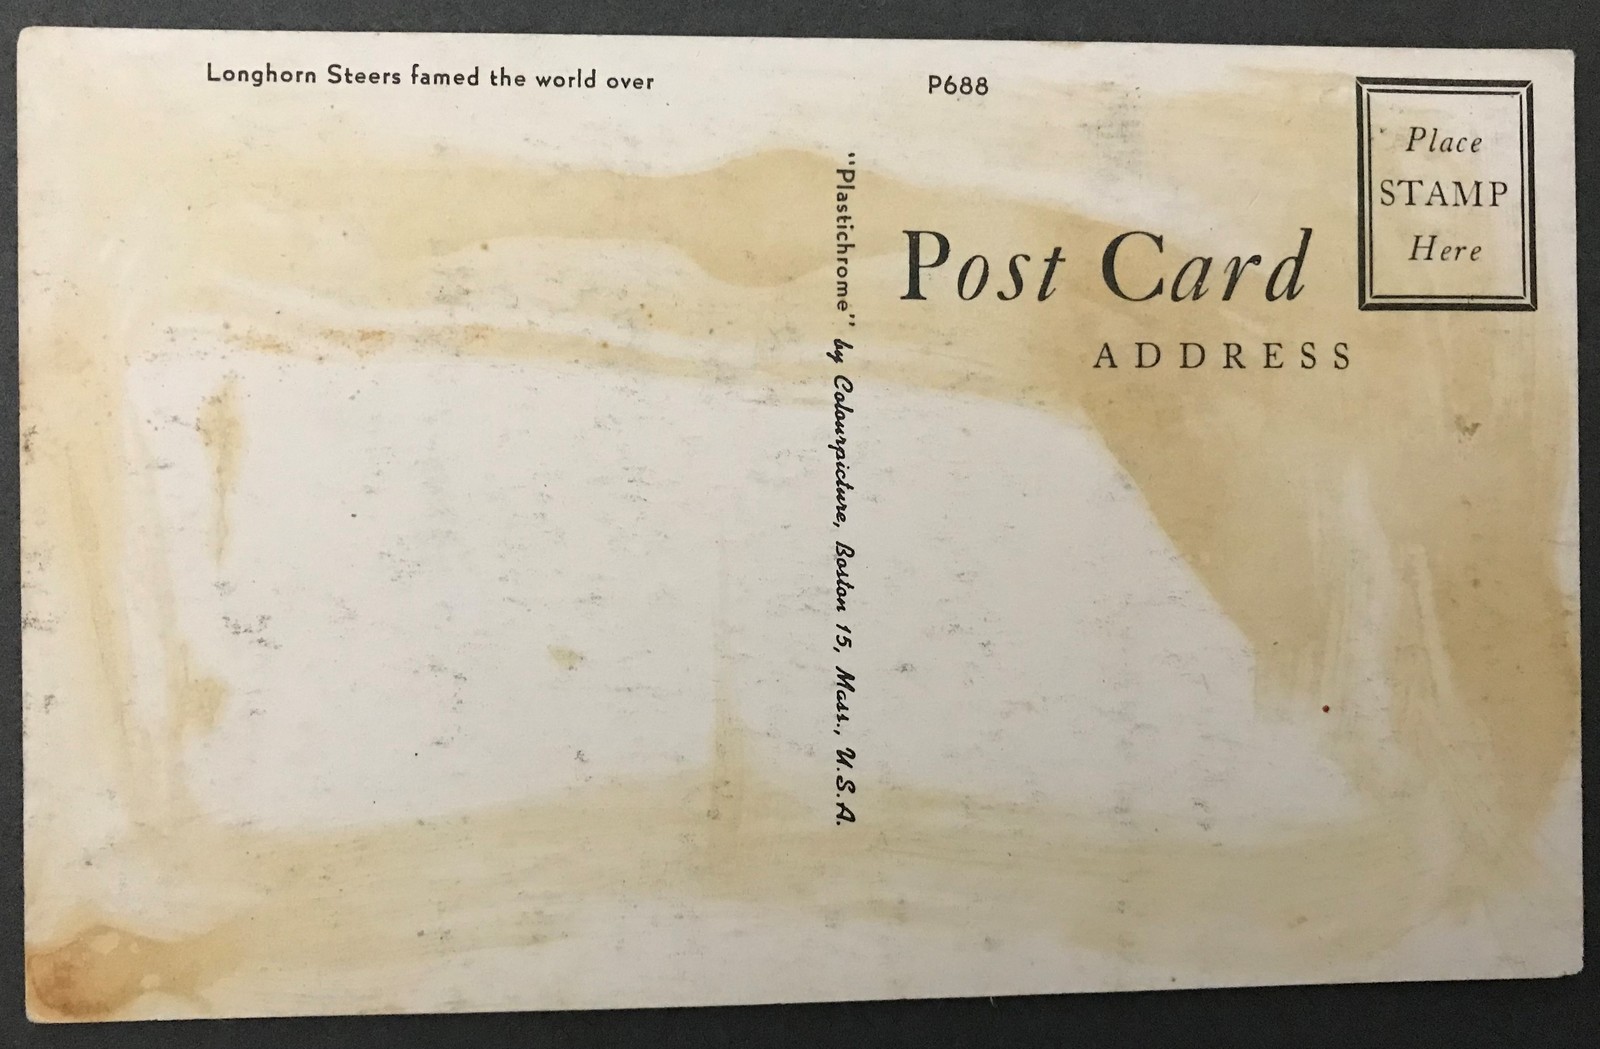 Longhorn Steers famed the world over
P688
Place
STAMP
Here
"Plastichrome" by Colourpicture, Boston 15, Mass., U.S.A.
Post Card
ADDRESS